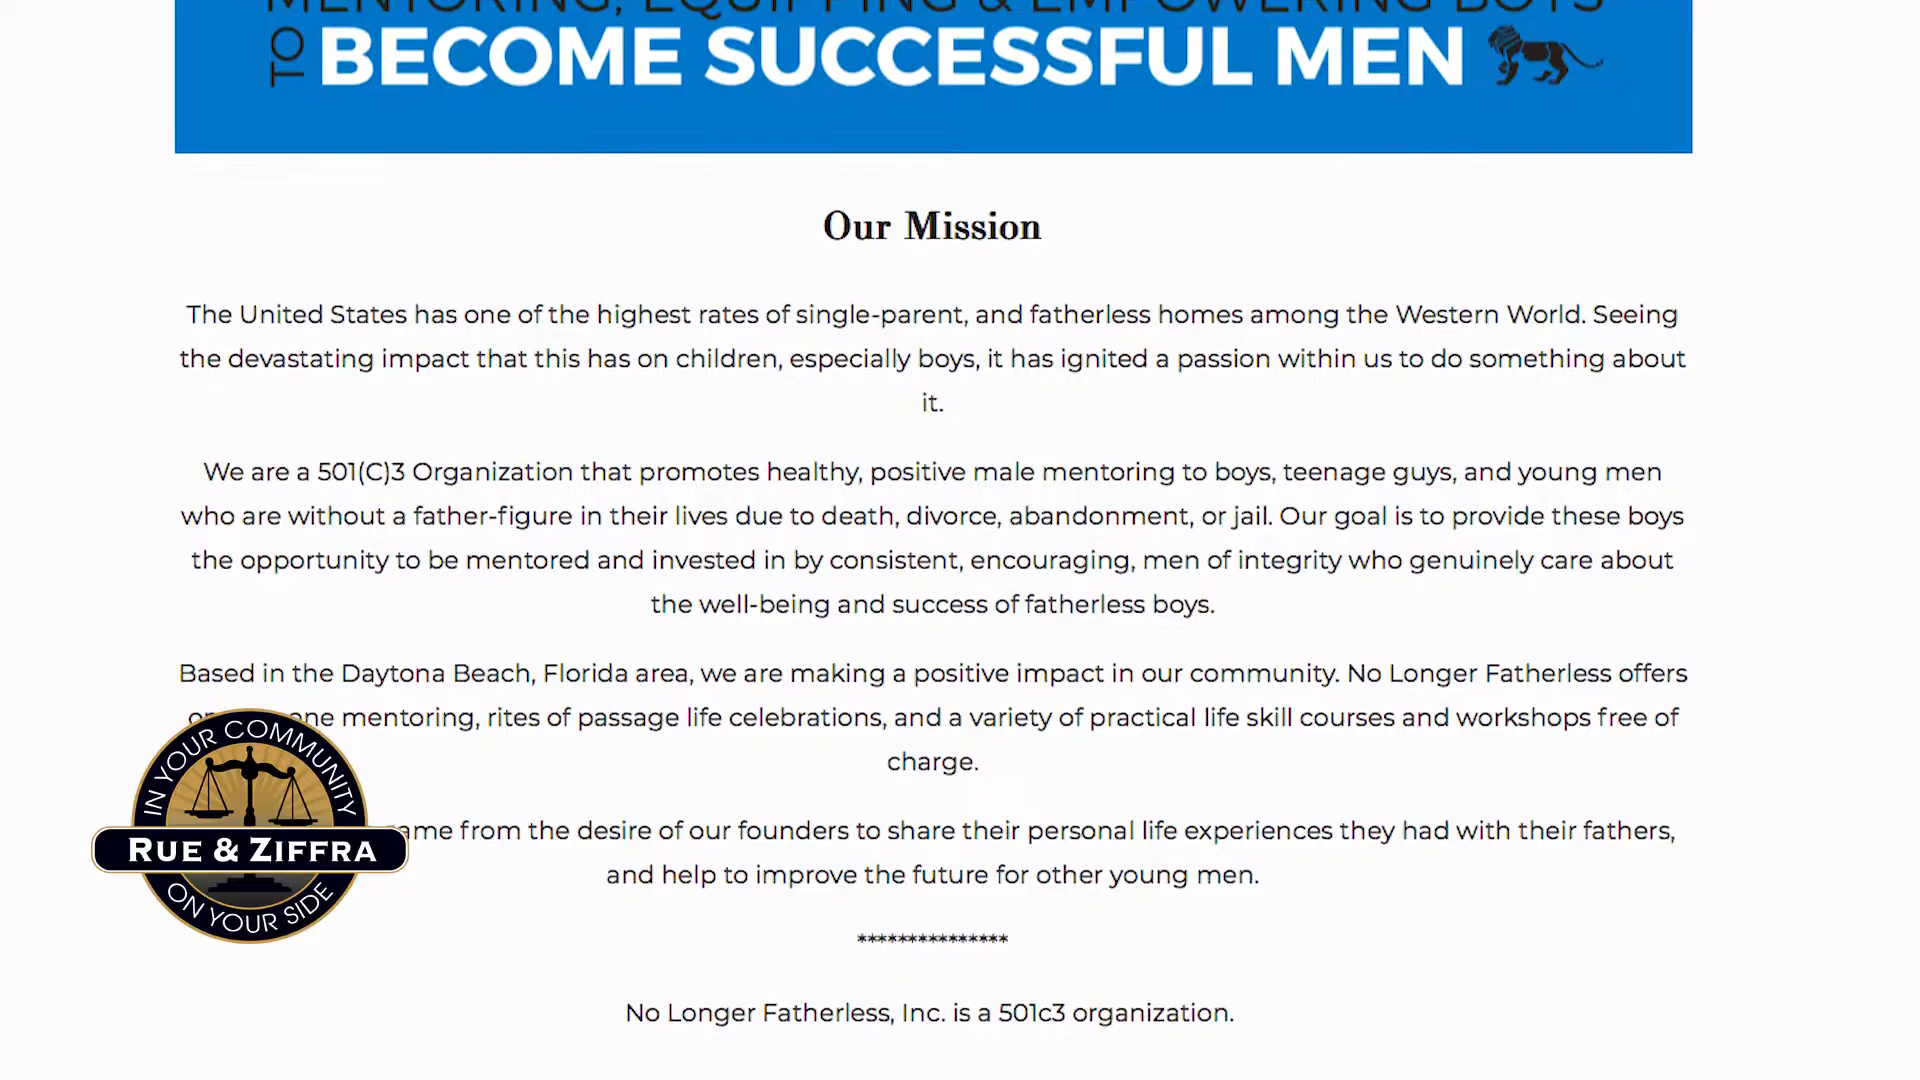 MENTORING, EQUIPPING & EMPOWERING BOYS
TO BECOME SUCCESSFUL MEN
Our Mission
The United States has one of the highest rates of single-parent, and fatherless homes among the Western World. Seeing
the devastating impact that this has on children, especially boys, it has ignited a passion within us to do something about
it.
We are a 501(C)3 Organization that promotes healthy, positive male mentoring to boys, teenage guys, and young men
who are without a father-figure in their lives due to death, divorce, abandonment, or jail. Our goal is to provide these boys
the opportunity to be mentored and invested in by consistent, encouraging, men of integrity who genuinely care about
the well-being and success of fatherless boys.
Based in the Daytona Beach, Florida area, we are making a positive impact in our community. No Longer Fatherless offers
mentoring, rites of passage life celebrations, and a variety of practical life skill courses and workshops free of
charge.
from the desire of our founders to share their personal life experiences they had with their fathers,
and help to improve the future for other young men.
***************
No Longer Fatherless, Inc. is a 501c3 organization.
IN YOUR COMMUNITY
RUE & ZIFFRA
ON YOUR SIDE